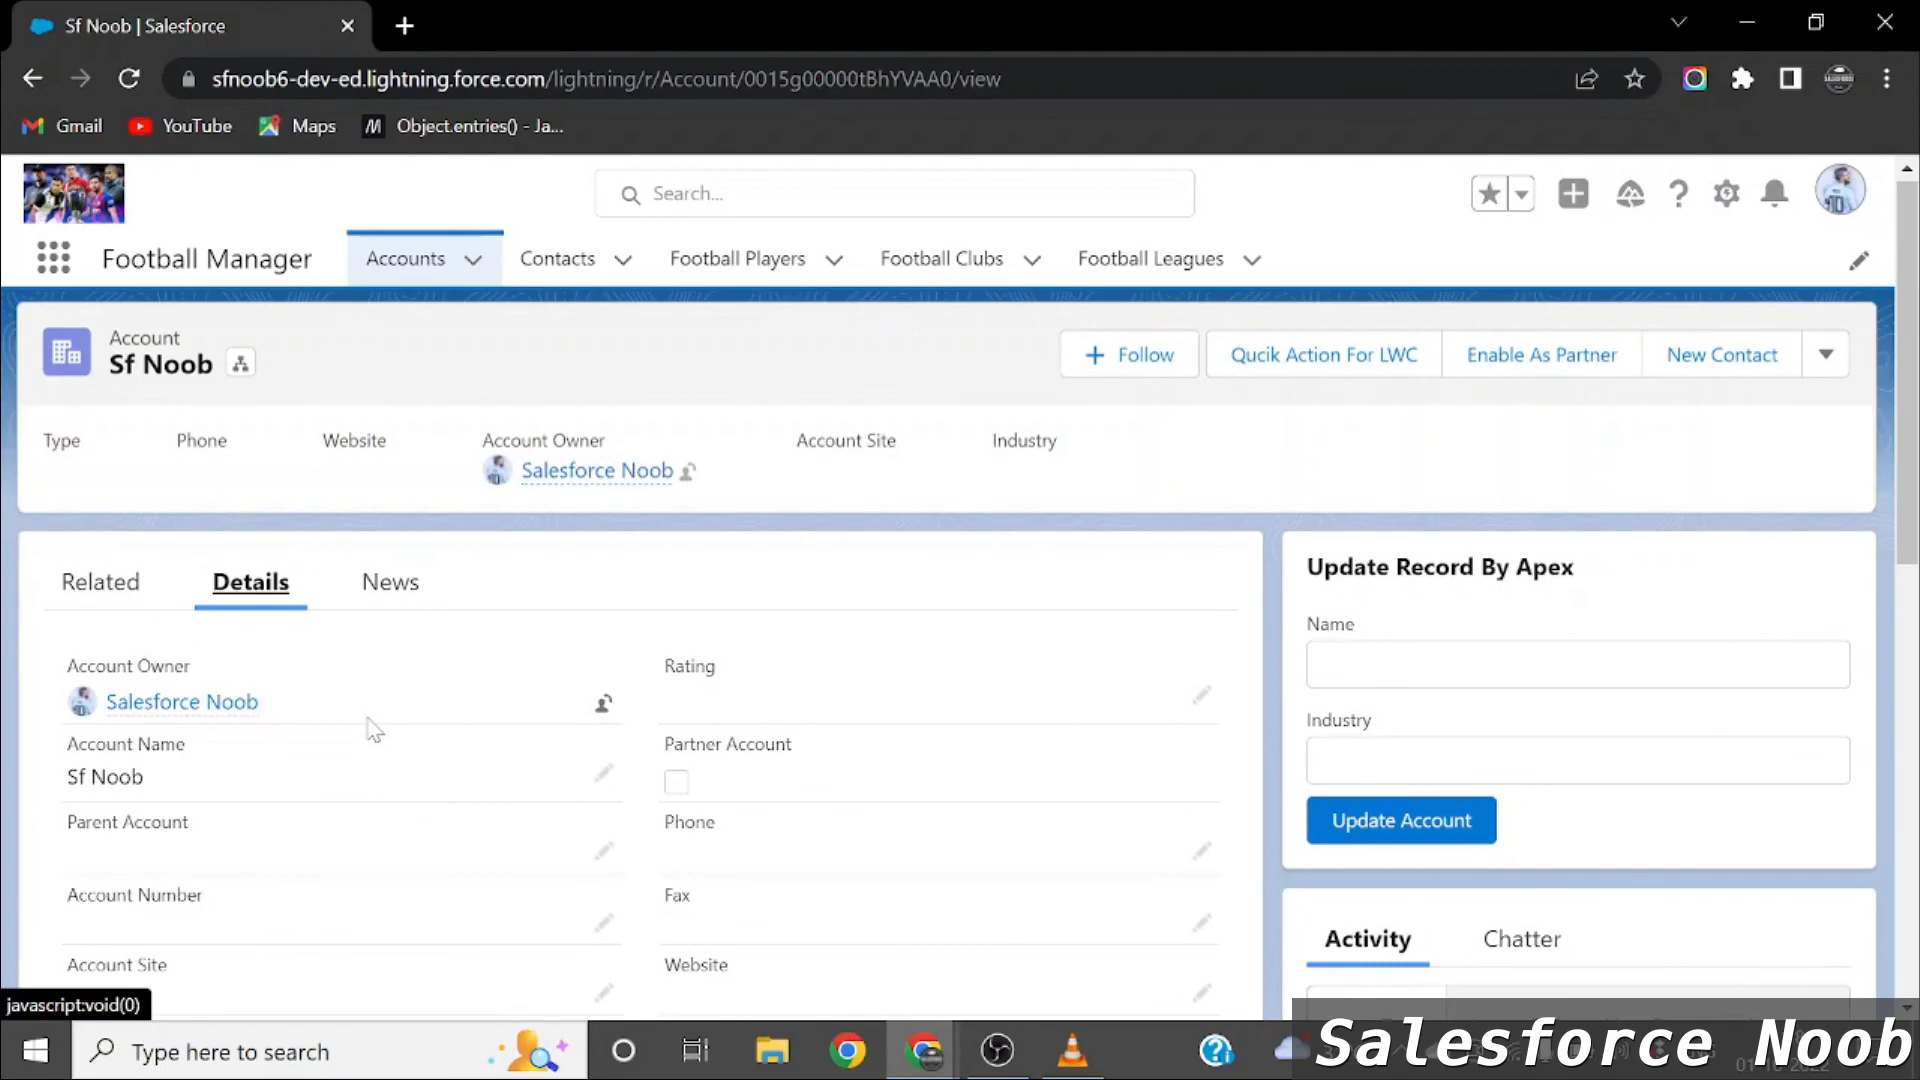 Sf Noob | Salesforce
sfnoob6-dev-ed.lightning.force.com/lightning/r/Account/0015g00000tBhYVAA0/view
Gmail
YouTube
Maps
Object.entries() - Ja...
Search...
Football Manager
Accounts
Contacts
Football Players
Football Clubs
Football Leagues
Account
Sf Noob
Follow
Qucik Action For LWC
Enable As Partner
New Contact
Type
Phone
Website
Account Owner
Account Site
Industry
Salesforce Noob
Related
Details
News
Account Owner
Salesforce Noob
Rating
Account Name
Sf Noob
Partner Account
Parent Account
Phone
Account Number
Fax
Account Site
Website
Update Record By Apex
Name
Industry
Update Account
Activity
Chatter
javascript:void(0)
Type here to search
Salesforce Noob